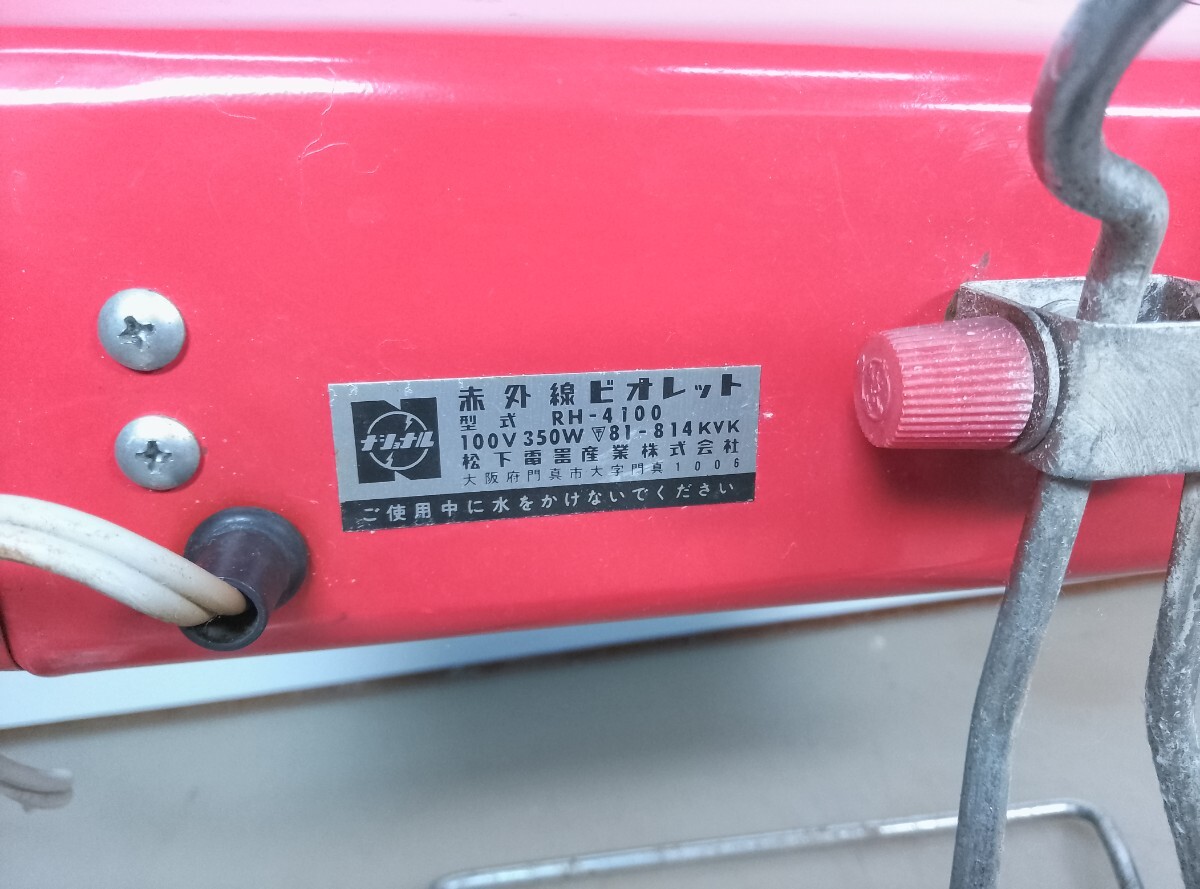 ナショナル
赤外線ビオレット
型式 RH-4100
100V 350W ▽81-814 KVK
松下電器産業株式会社
大阪府門真市大字門真1006
ご使用中に水をかけないでください